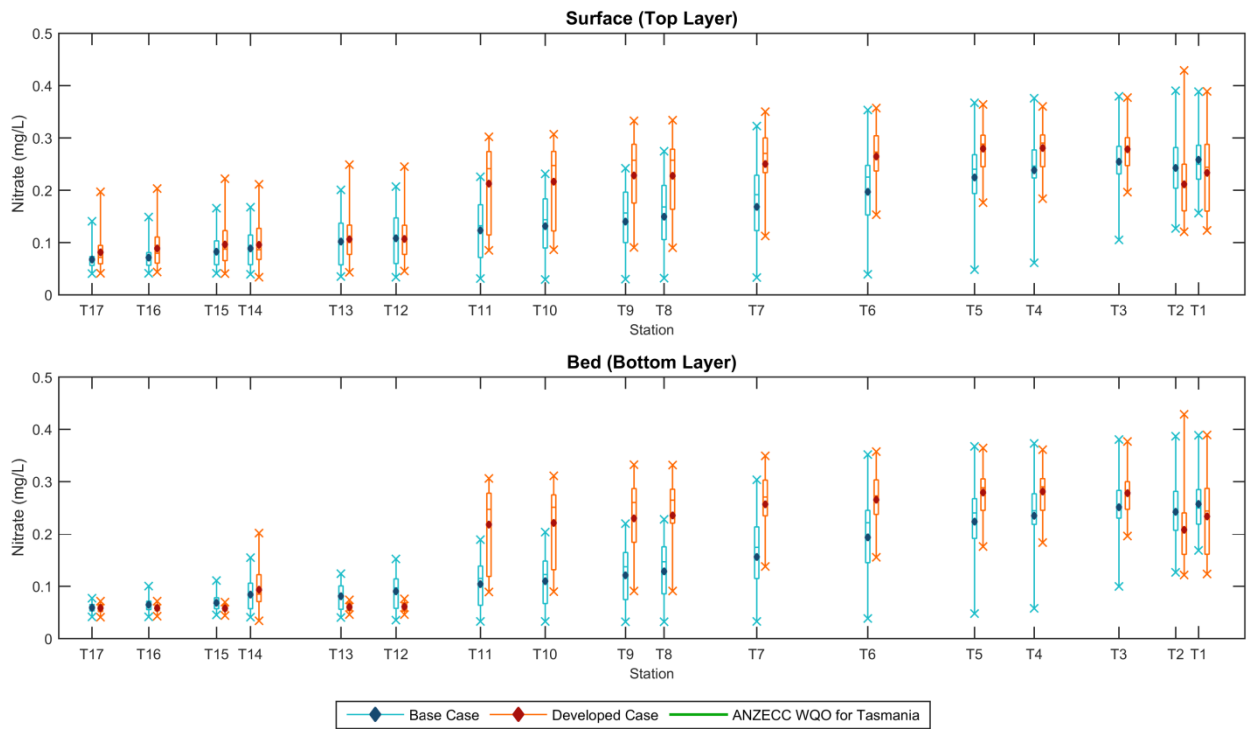 Surface (Top Layer)
0.5
0.4
0.3
0.2
0.1
0
Nitrate (mg/L)
T17 T16 T15 T14 T13 T12 T11 T10 T9 T8 T7 T6 T5 T4 T3 T2 T1
Station
Bed (Bottom Layer)
0.5
0.4
0.3
0.2
0.1
0
Nitrate (mg/L)
T17 T16 T15 T14 T13 T12 T11 T10 T9 T8 T7 T6 T5 T4 T3 T2 T1
Station
Base Case Developed Case ANZECC WQO for Tasmania